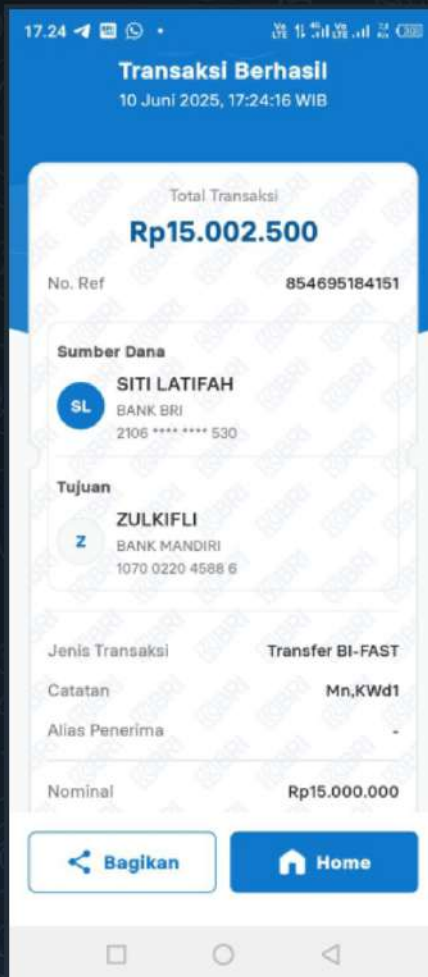 17.24
Transaksi Berhasil
10 Juni 2025, 17:24:16 WIB
Total Transaksi
Rp15.002.500
No. Ref 854695184151
Sumber Dana
SL
SITI LATIFAH
BANK BRI
2106 **** **** 530
Tujuan
Z
ZULKIFLI
BANK MANDIRI
1070 0220 4588 6
Jenis Transaksi Transfer BI-FAST
Catatan Mn,KWd1
Alias Penerima -
Nominal Rp15.000.000
Bagikan
Home